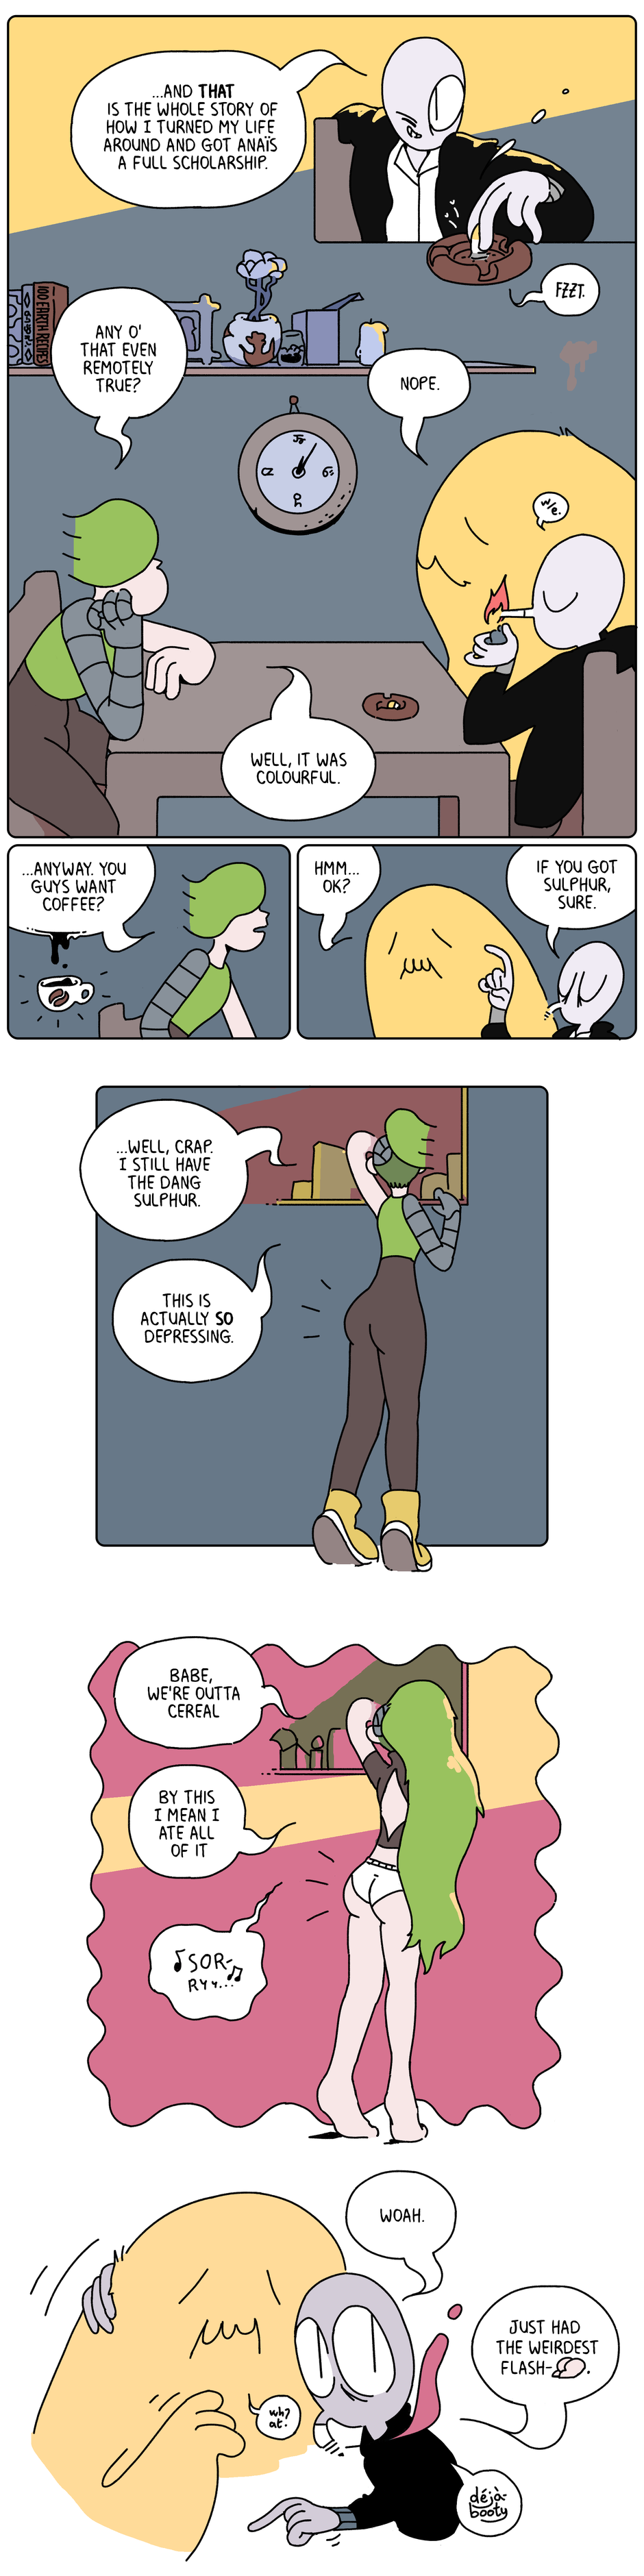 ...AND THAT
IS THE WHOLE STORY OF
HOW I TURNED MY LIFE
AROUND AND GOT ANAÏS
A FULL SCHOLARSHIP.
FZZT.
100 EARTH RECIPES
ANY O'
THAT EVEN
REMOTELY
TRUE?
NOPE.
w/e.
WELL, IT WAS
COLOURFUL.
...ANYWAY. YOU
GUYS WANT
COFFEE?
HMM...
OK?
IF YOU GOT
SULPHUR,
SURE.
...WELL, CRAP.
I STILL HAVE
THE DANG
SULPHUR.
THIS IS
ACTUALLY SO
DEPRESSING.
BABE,
WE'RE OUTTA
CEREAL
BY THIS
I MEAN I
ATE ALL
OF IT
♪SOR-♫
RYY...
WOAH.
JUST HAD
THE WEIRDEST
FLASH- .
wh?
at?
déjà-
booty